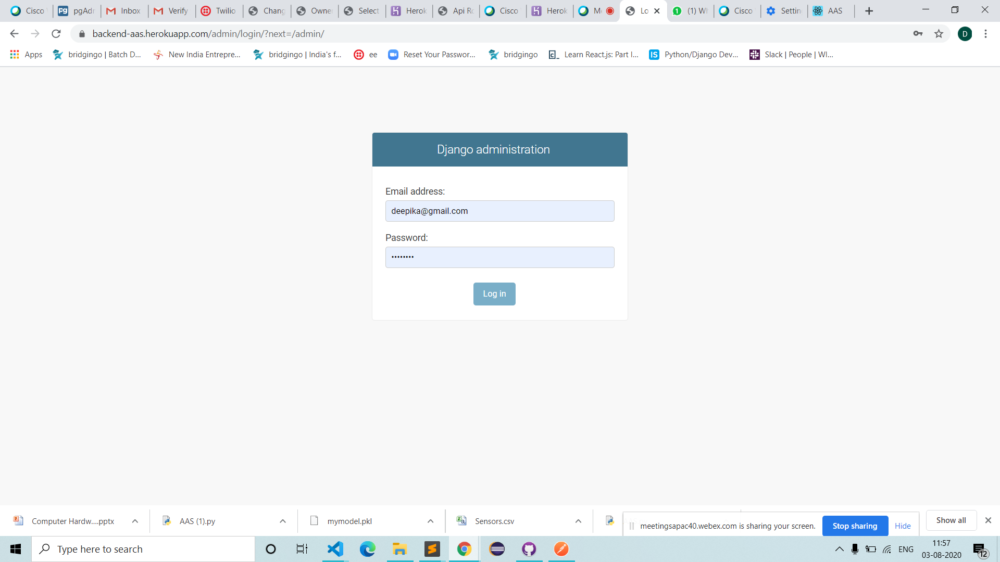 Cisco
pgAdr
Inbox
Verify
Twilio
Chang
Owne
Select
Herok
Api Ro
Cisco
Herok
Lo
(1) W
Cisco
Settin
AAS
backend-aas.herokuapp.com/admin/login/?next=/admin/
D
Apps
bridgingo | Batch D...
New India Entrepre...
bridgingo | India's f...
ee
Reset Your Passwor...
bridgingo
Learn React.js: Part I...
IS Python/Django Dev...
Slack | People | WI...
Django administration
Email address:
deepika@gmail.com
Password:
••••••••
Log in
Computer Hardw....pptx
AAS (1).py
mymodel.pkl
Sensors.csv
meetingsapac40.webex.com is sharing your screen.
Stop sharing
Hide
Show all
Type here to search
ENG
11:57
03-08-2020
12